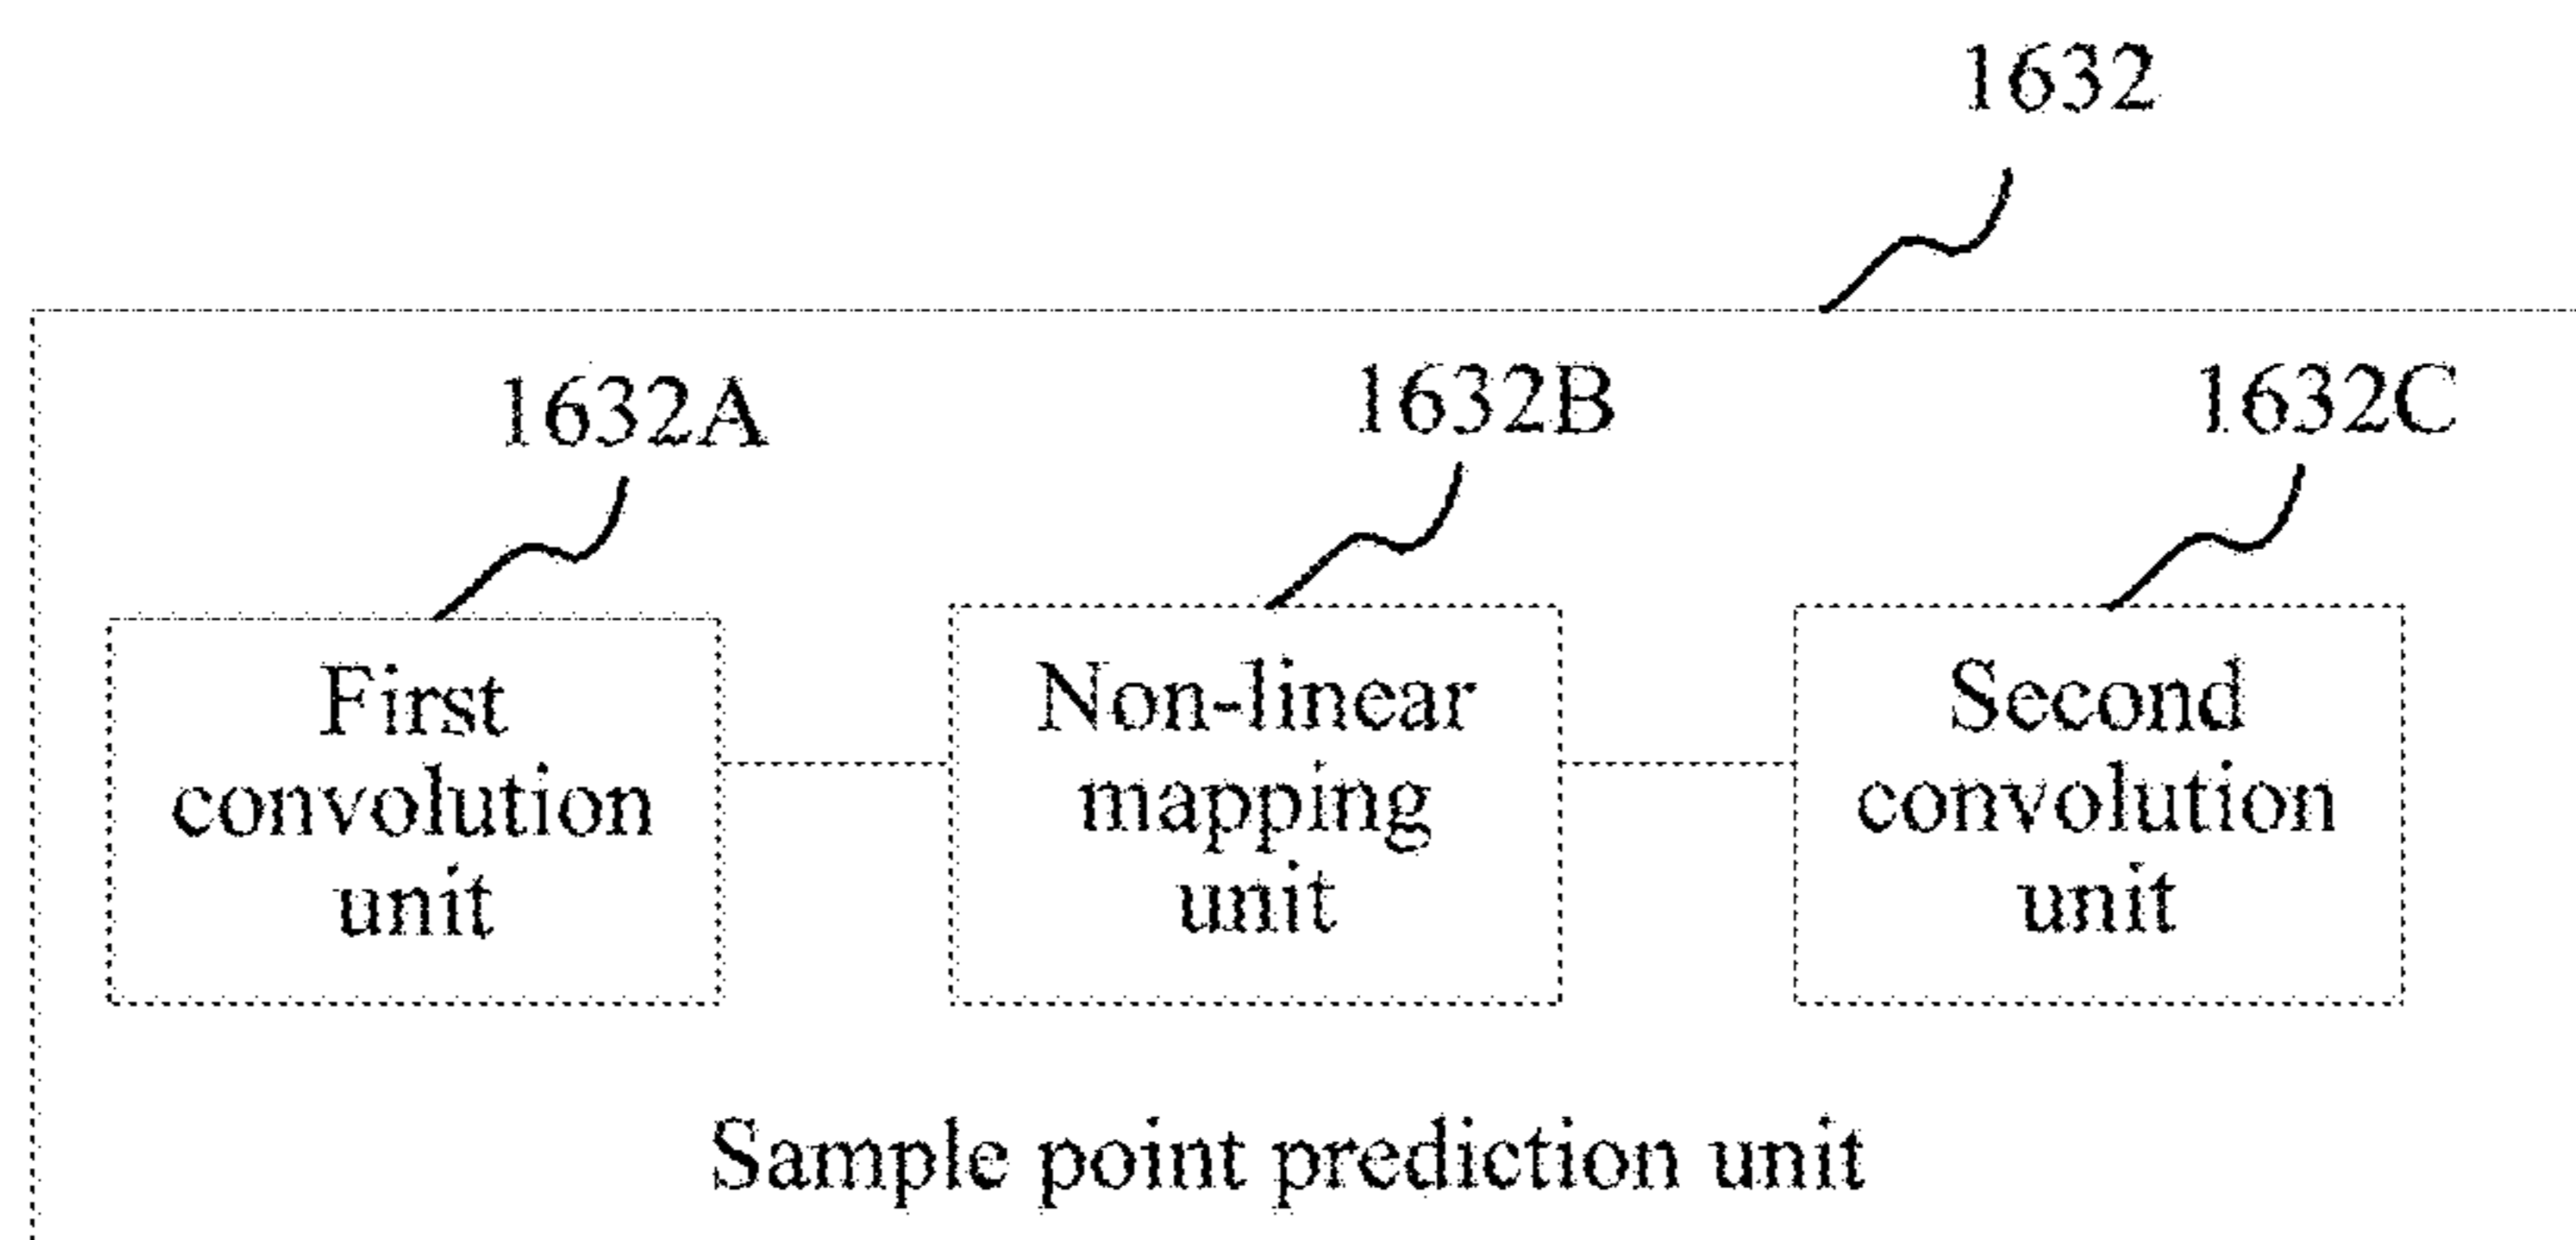 1632
1632A
1632B
1632C
First
convolution
unit
Non-linear
mapping
unit
Second
convolution
unit
Sample point prediction unit